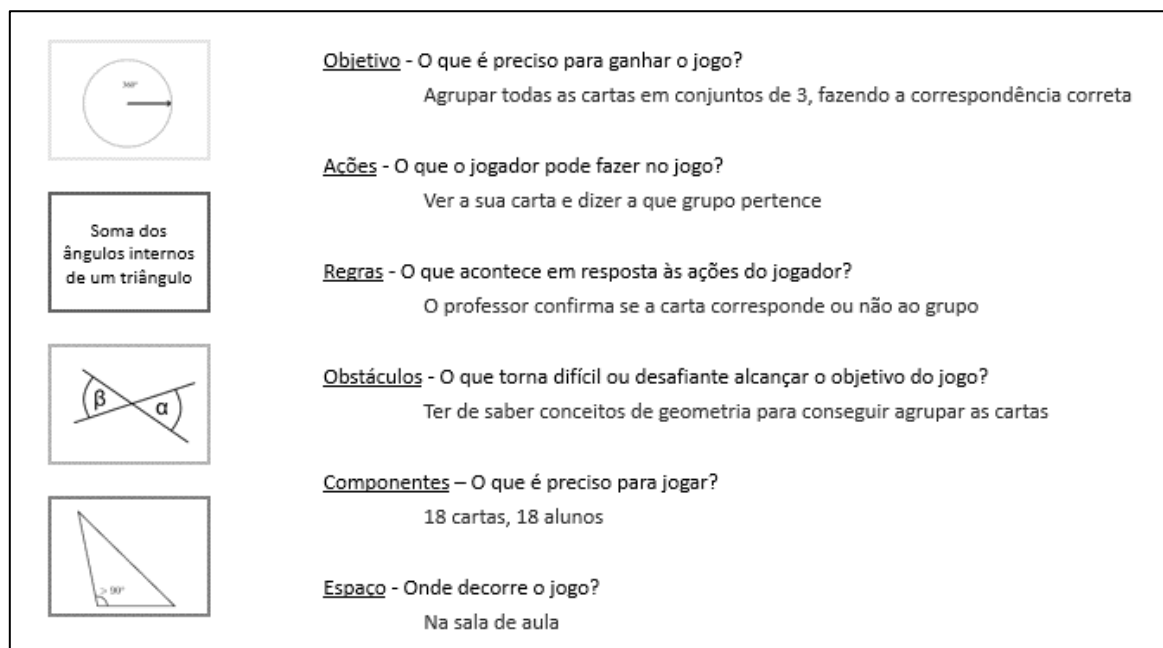 360°
Soma dos
ângulos internos
de um triângulo
β α
> 90°
Objetivo - O que é preciso para ganhar o jogo?
Agrupar todas as cartas em conjuntos de 3, fazendo a correspondência correta
Ações - O que o jogador pode fazer no jogo?
Ver a sua carta e dizer a que grupo pertence
Regras - O que acontece em resposta às ações do jogador?
O professor confirma se a carta corresponde ou não ao grupo
Obstáculos - O que torna difícil ou desafiante alcançar o objetivo do jogo?
Ter de saber conceitos de geometria para conseguir agrupar as cartas
Componentes – O que é preciso para jogar?
18 cartas, 18 alunos
Espaço - Onde decorre o jogo?
Na sala de aula